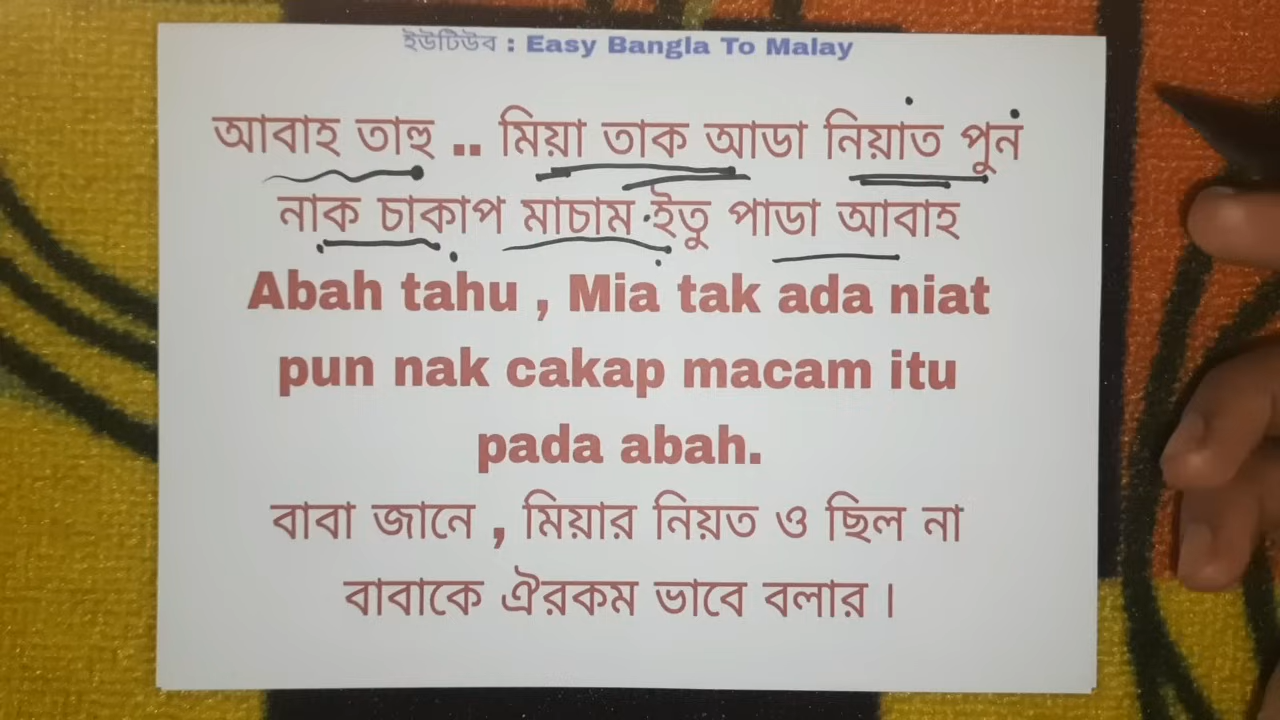 ইউটিউব : Easy Bangla To Malay
আবাহ তাহু .. মিয়া তাক আডা নিয়াত পুন
নাক চাকাপ মাচাম ইতু পাডা আবাহ
Abah tahu , Mia tak ada niat
pun nak cakap macam itu
pada abah.
বাবা জানে , মিয়ার নিয়ত ও ছিল না
বাবাকে ঐরকম ভাবে বলার ।